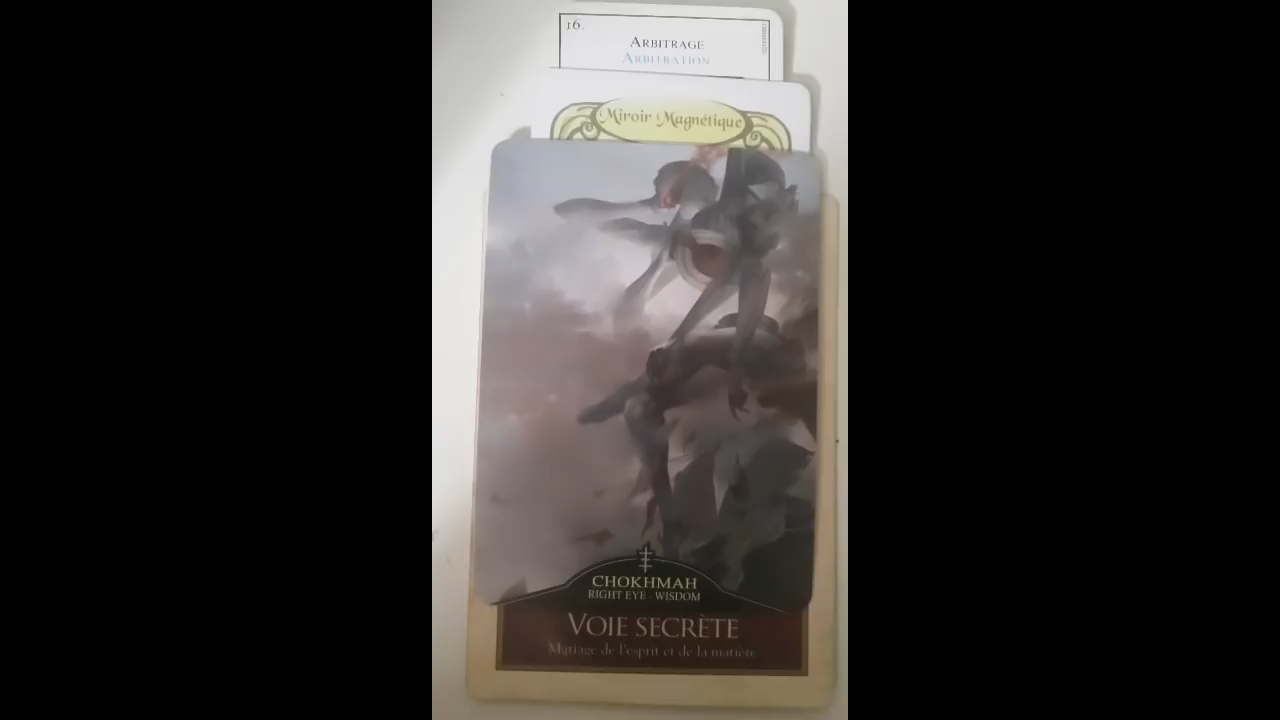 16.
ARBITRAGE
ARBITRATION
Miroir Magnétique
CHOKHMAH
RIGHT EYE - WISDOM
VOIE SECRÈTE
Mariage de l'esprit et de la matière